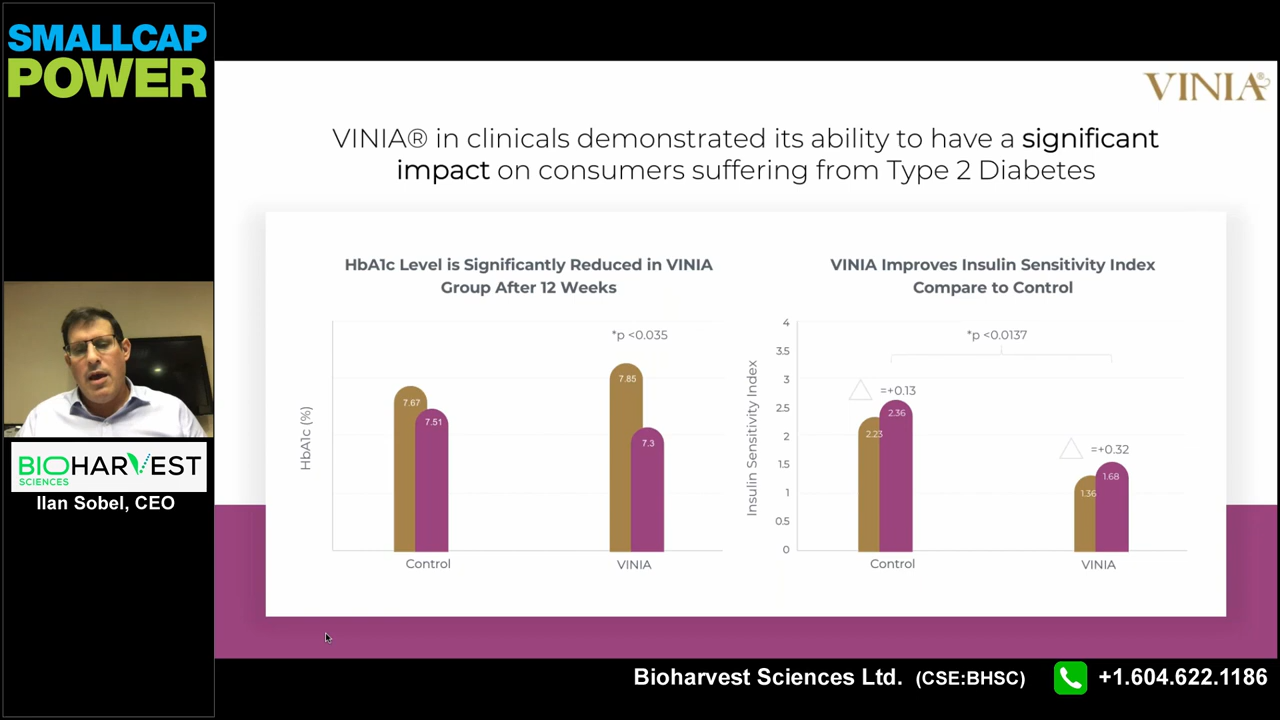 SMALLCAP
POWER
VINIA®
VINIA® in clinicals demonstrated its ability to have a significant
impact on consumers suffering from Type 2 Diabetes
HbA1c Level is Significantly Reduced in VINIA
Group After 12 Weeks
*p <0.035
HbA1c (%)
7.67
7.51
7.85
7.3
Control
VINIA
VINIA Improves Insulin Sensitivity Index
Compare to Control
*p <0.0137
Insulin Sensitivity Index
4
3.5
3
2.5
2
1.5
1
0.5
0
=+0.13
2.23
2.36
=+0.32
1.36
1.68
Control
VINIA
BIOHARVEST
SCIENCES
Ilan Sobel, CEO
Bioharvest Sciences Ltd. (CSE:BHSC)
+1.604.622.1186